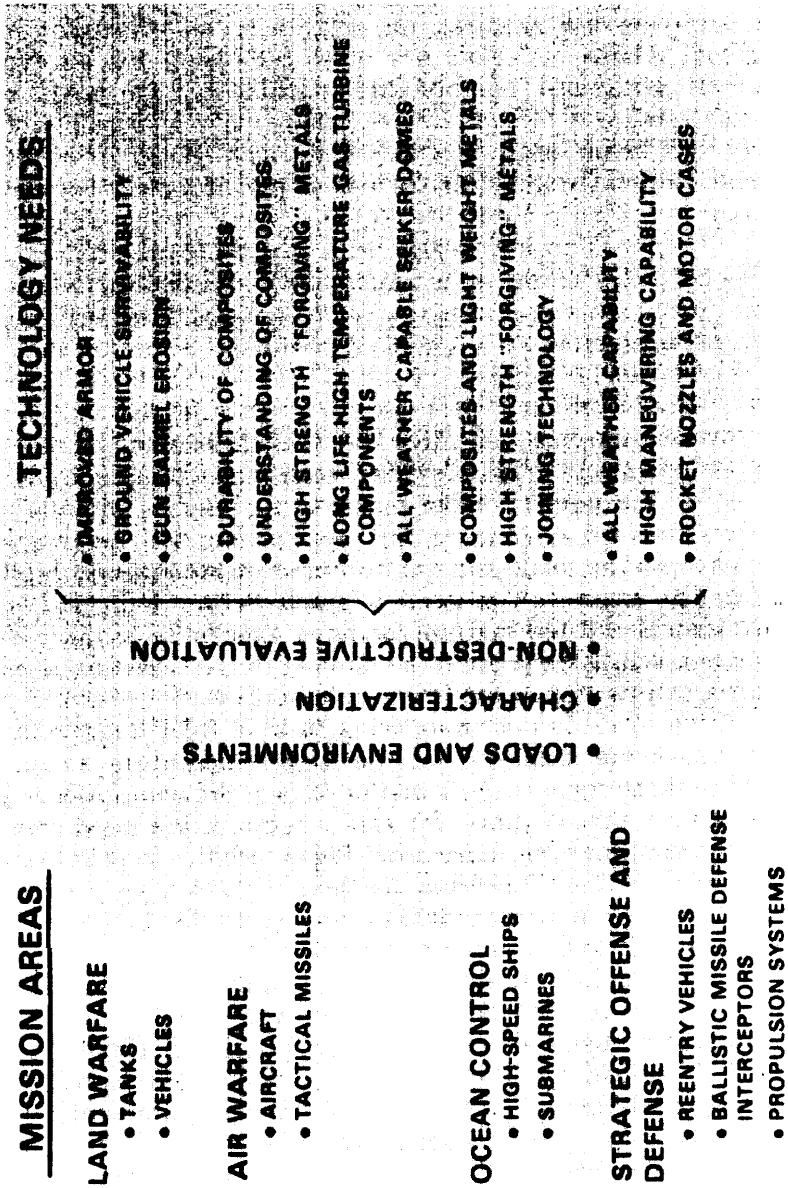 MISSION AREAS
LAND WARFARE
• TANKS
• VEHICLES
AIR WARFARE
• AIRCRAFT
• TACTICAL MISSILES
OCEAN CONTROL
• HIGH-SPEED SHIPS
• SUBMARINES
STRATEGIC OFFENSE AND
DEFENSE
• REENTRY VEHICLES
• BALLISTIC MISSILE DEFENSE
INTERCEPTORS
• PROPULSION SYSTEMS
• LOADS AND ENVIRONMENTS
• CHARACTERIZATION
• NON-DESTRUCTIVE EVALUATION
TECHNOLOGY NEEDS
• IMPROVED ARMOR
• GROUND VEHICLE SURVIVABILITY
• GUN BARREL EROSION
• DURABILITY OF COMPOSITES
• UNDERSTANDING OF COMPOSITES
• HIGH STRENGTH "FORGIVING" METALS
• LONG LIFE HIGH TEMPERATURE GAS TURBINE
COMPONENTS
• ALL WEATHER CAPABLE SEEKER DOMES
• COMPOSITES AND LIGHT WEIGHT METALS
• HIGH STRENGTH "FORGIVING" METALS
• JOINING TECHNOLOGY
• ALL WEATHER CAPABILITY
• HIGH MANEUVERING CAPABILITY
• ROCKET NOZZLES AND MOTOR CASES